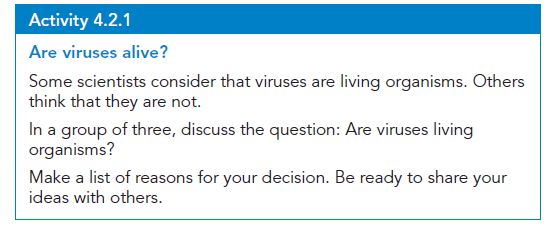 Activity 4.2.1
Are viruses alive?
Some scientists consider that viruses are living organisms. Others
think that they are not.
In a group of three, discuss the question: Are viruses living
organisms?
Make a list of reasons for your decision. Be ready to share your
ideas with others.